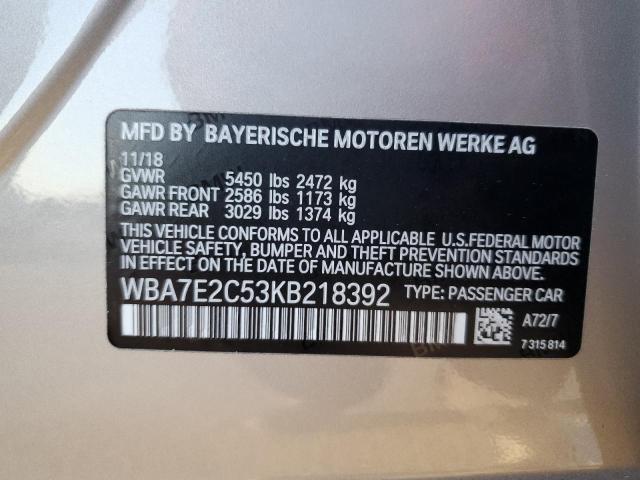 MFD BY BAYERISCHE MOTOREN WERKE AG
11/18
GVWR 5450 lbs 2472 kg
GAWR FRONT 2586 lbs 1173 kg
GAWR REAR 3029 lbs 1374 kg
THIS VEHICLE CONFORMS TO ALL APPLICABLE U.S.FEDERAL MOTOR
VEHICLE SAFETY, BUMPER AND THEFT PREVENTION STANDARDS
IN EFFECT ON THE DATE OF MANUFACTURE SHOWN ABOVE.
WBA7E2C53KB218392 TYPE: PASSENGER CAR
A72/7
7 315 814